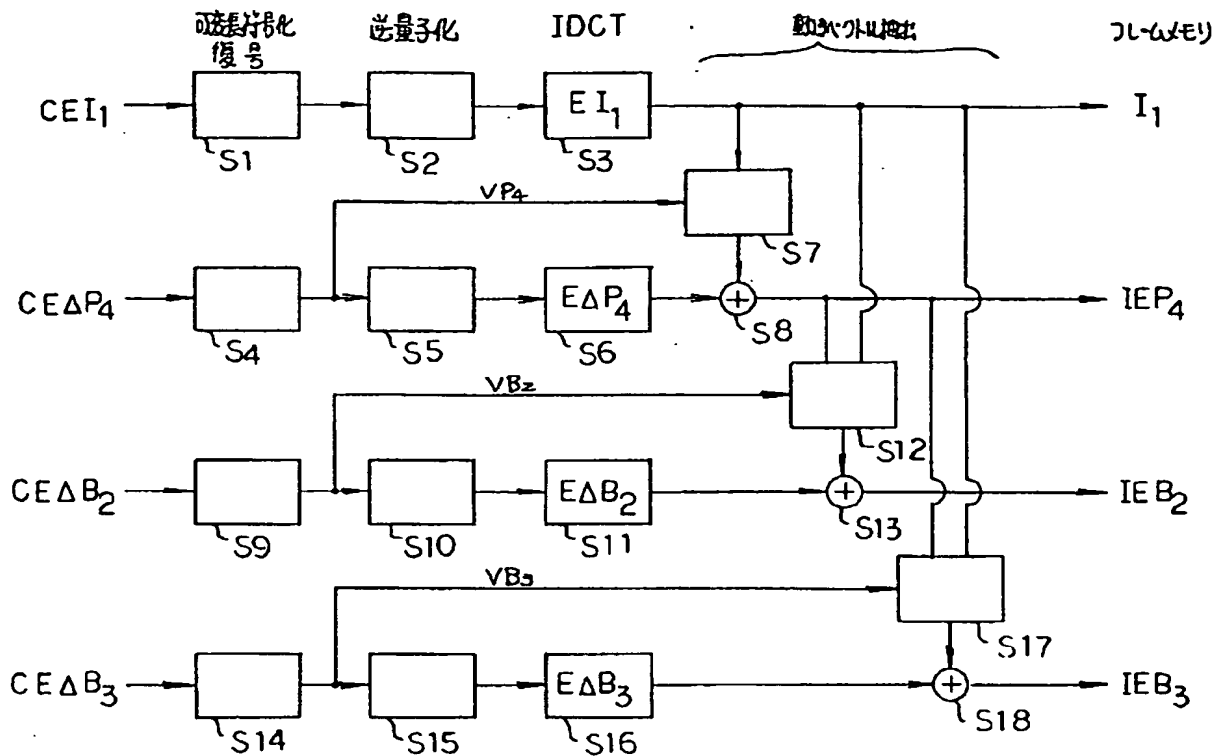 可変長符号化
復号
逆量子化
IDCT
動きベクトル抽出
フレームメモリ
CEI₁
EI₁
I₁
S1
S2
S3
VP₄
S7
CEΔP₄
EΔP₄
IEP₄
S4
S5
S6
S8
VB₂
S12
CEΔB₂
EΔB₂
IEB₂
S9
S10
S11
S13
VB₃
S17
CEΔB₃
EΔB₃
IEB₃
S14
S15
S16
S18